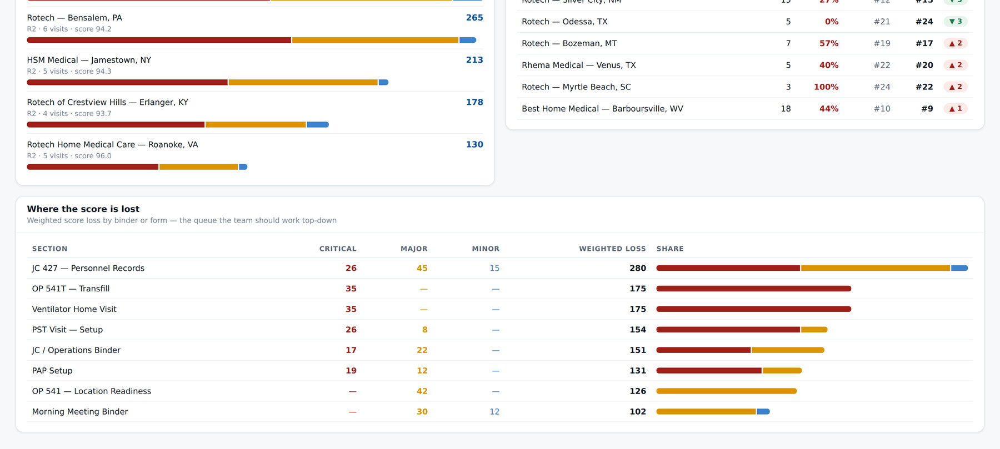 Rotech — Bensalem, PA 265
R2 · 6 visits · score 94.2
HSM Medical — Jamestown, NY 213
R2 · 5 visits · score 94.3
Rotech of Crestview Hills — Erlanger, KY 178
R2 · 4 visits · score 93.7
Rotech Home Medical Care — Roanoke, VA 130
R2 · 5 visits · score 96.0
Rotech — Silver City, NM 27% #12 ▼ 3
Rotech — Odessa, TX 5 0% #21 #24 ▼ 3
Rotech — Bozeman, MT 7 57% #19 #17 ▲ 2
Rhema Medical — Venus, TX 5 40% #22 #20 ▲ 2
Rotech — Myrtle Beach, SC 3 100% #24 #22 ▲ 2
Best Home Medical — Barboursville, WV 18 44% #10 #9 ▲ 1
Where the score is lost
Weighted score loss by binder or form — the queue the team should work top-down
SECTION CRITICAL MAJOR MINOR WEIGHTED LOSS SHARE
JC 427 — Personnel Records 26 45 15 280
OP 541T — Transfill 35 — — 175
Ventilator Home Visit 35 — — 175
PST Visit — Setup 26 8 — 154
JC / Operations Binder 17 22 — 151
PAP Setup 19 12 — 131
OP 541 — Location Readiness — 42 — 126
Morning Meeting Binder — 30 12 102